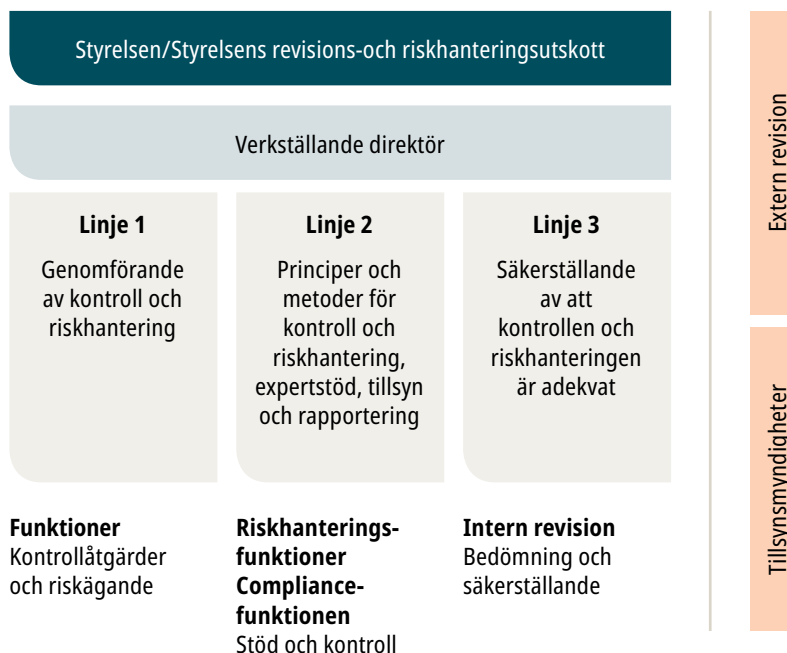 Styrelsen/Styrelsens revisions-och riskhanteringsutskott
Verkställande direktör
Linje 1
Genomförande
av kontroll och
riskhantering
Linje 2
Principer och
metoder för
kontroll och
riskhantering,
expertstöd, tillsyn
och rapportering
Linje 3
Säkerställande
av att
kontrollen och
riskhanteringen
är adekvat
Funktioner
Kontrollåtgärder
och riskägande
Riskhanterings-
funktioner
Compliance-
funktionen
Stöd och kontroll
Intern revision
Bedömning och
säkerställande
Extern revision
Tillsynsmyndigheter